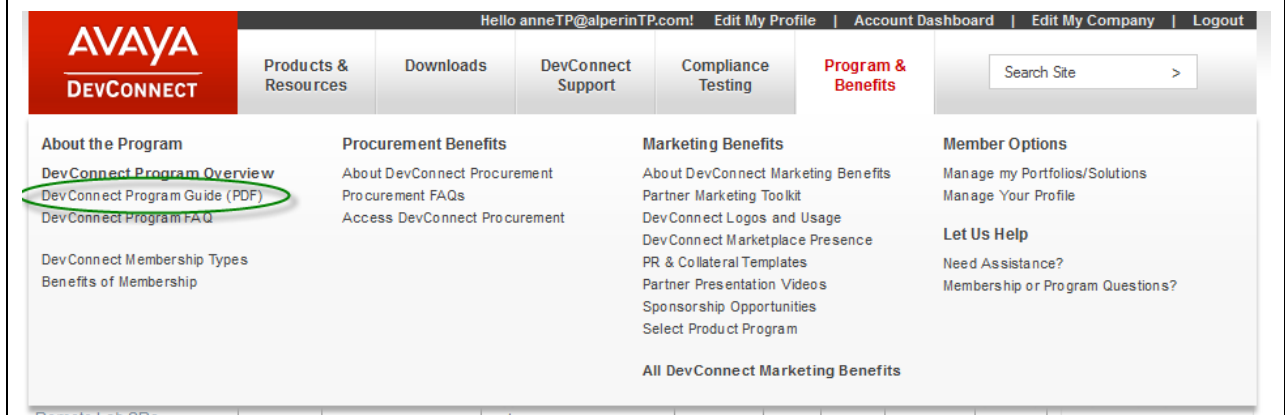 Hello anneTP@alperinTP.com! Edit My Profile | Account Dashboard | Edit My Company | Logout
AVAYA
DEVCONNECT
Products &
Resources
Downloads
DevConnect
Support
Compliance
Testing
Program &
Benefits
Search Site >
About the Program
DevConnect Program Overview
DevConnect Program Guide (PDF)
DevConnect Program FAQ
DevConnect Membership Types
Benefits of Membership
Procurement Benefits
About DevConnect Procurement
Procurement FAQs
Access DevConnect Procurement
Marketing Benefits
About DevConnect Marketing Benefits
Partner Marketing Toolkit
DevConnect Logos and Usage
DevConnect Marketplace Presence
PR & Collateral Templates
Partner Presentation Videos
Sponsorship Opportunities
Select Product Program
All DevConnect Marketing Benefits
Member Options
Manage my Portfolios/Solutions
Manage Your Profile
Let Us Help
Need Assistance?
Membership or Program Questions?